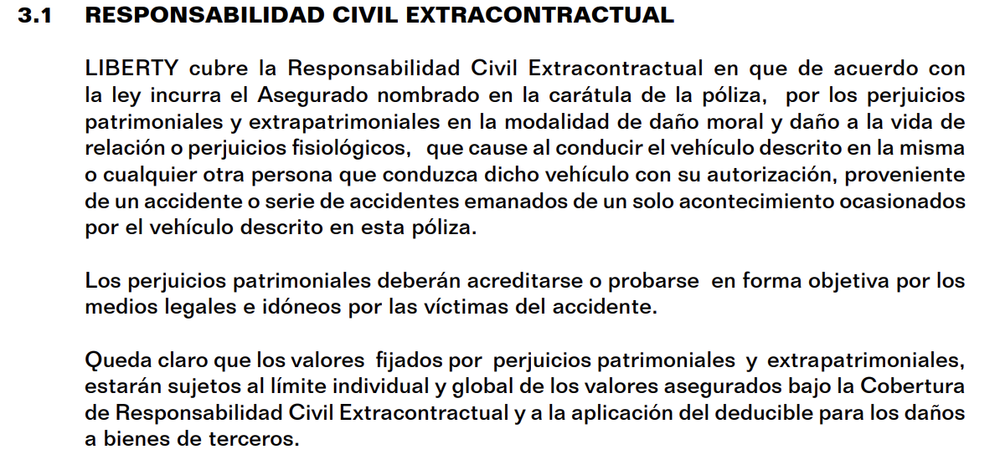 3.1 RESPONSABILIDAD CIVIL EXTRACONTRACTUAL
LIBERTY cubre la Responsabilidad Civil Extracontractual en que de acuerdo con
la ley incurra el Asegurado nombrado en la carátula de la póliza, por los perjuicios
patrimoniales y extrapatrimoniales en la modalidad de daño moral y daño a la vida de
relación o perjuicios fisiológicos, que cause al conducir el vehículo descrito en la misma
o cualquier otra persona que conduzca dicho vehículo con su autorización, proveniente
de un accidente o serie de accidentes emanados de un solo acontecimiento ocasionados
por el vehículo descrito en esta póliza.
Los perjuicios patrimoniales deberán acreditarse o probarse en forma objetiva por los
medios legales e idóneos por las víctimas del accidente.
Queda claro que los valores fijados por perjuicios patrimoniales y extrapatrimoniales,
estarán sujetos al límite individual y global de los valores asegurados bajo la Cobertura
de Responsabilidad Civil Extracontractual y a la aplicación del deducible para los daños
a bienes de terceros.